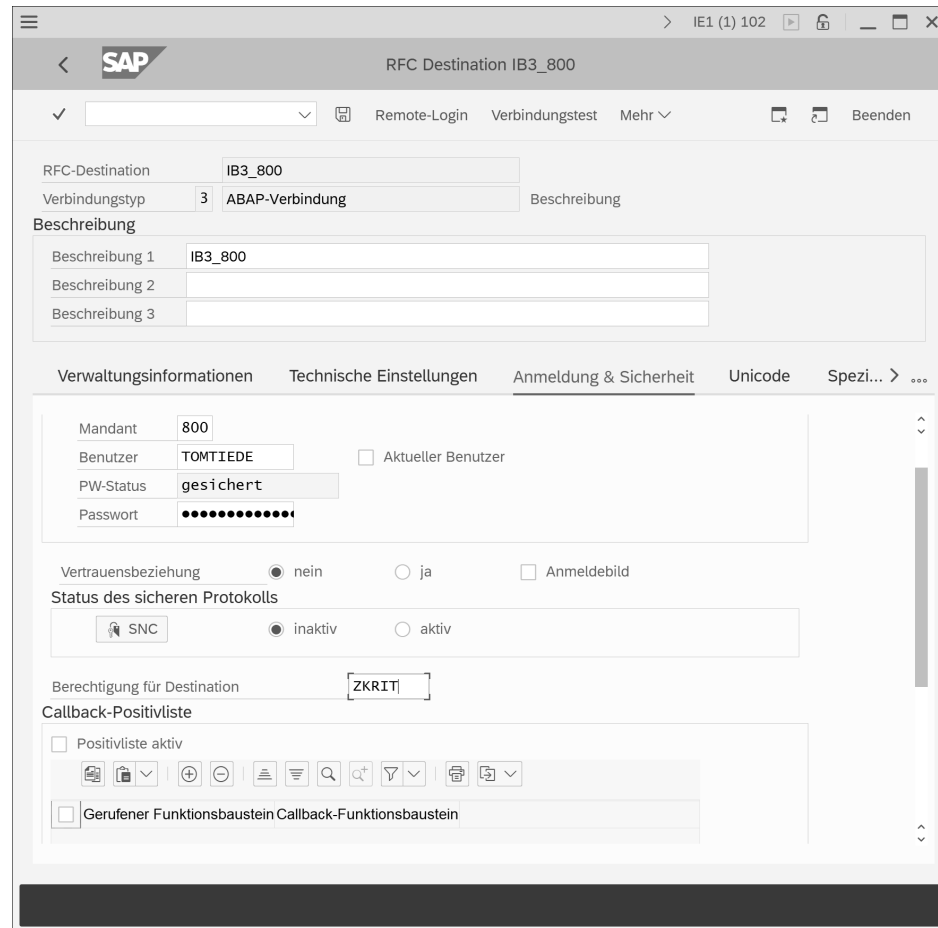 IE1 (1) 102
SAP
RFC Destination IB3_800
Remote-Login Verbindungstest Mehr Beenden
RFC-Destination IB3_800
Verbindungstyp 3 ABAP-Verbindung Beschreibung
Beschreibung
Beschreibung 1 IB3_800
Beschreibung 2
Beschreibung 3
Verwaltungsinformationen Technische Einstellungen Anmeldung & Sicherheit Unicode Spezi...
Mandant 800
Benutzer TOMTIEDE Aktueller Benutzer
PW-Status gesichert
Passwort
Vertrauensbeziehung nein ja Anmeldebild
Status des sicheren Protokolls
SNC inaktiv aktiv
Berechtigung für Destination ZKRIT
Callback-Positivliste
Positivliste aktiv
Gerufener Funktionsbaustein Callback-Funktionsbaustein